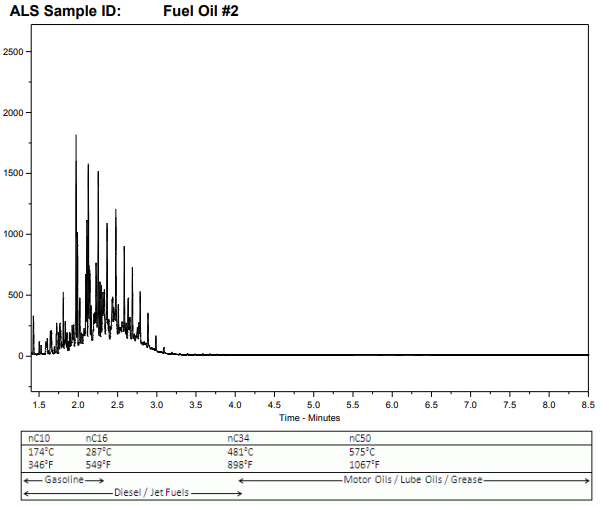 ALS Sample ID: Fuel Oil #2
2500
2000
1500
1000
500
0
1.5 2.0 2.5 3.0 3.5 4.0 4.5 5.0 5.5 6.0 6.5 7.0 7.5 8.0 8.5
Time - Minutes
nC10 nC16 nC34 nC50
174°C 287°C 481°C 575°C
346°F 549°F 898°F 1067°F
Gasoline Motor Oils / Lube Oils / Grease
Diesel / Jet Fuels